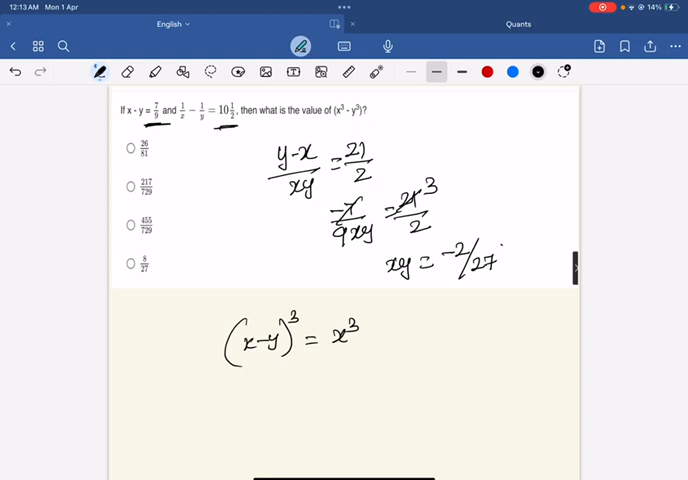 12:13 AM Mon 1 Apr
14%
English
Quants
If x - y = 7/9 and 1/x − 1/y = 10 1/2, then what is the value of (x³ - y³)?
26/81
217/729
455/729
8/27
y-x/xy = 21/2
-7/9xy = 21 3/2
xy = -2/27
(x-y)³ = x³